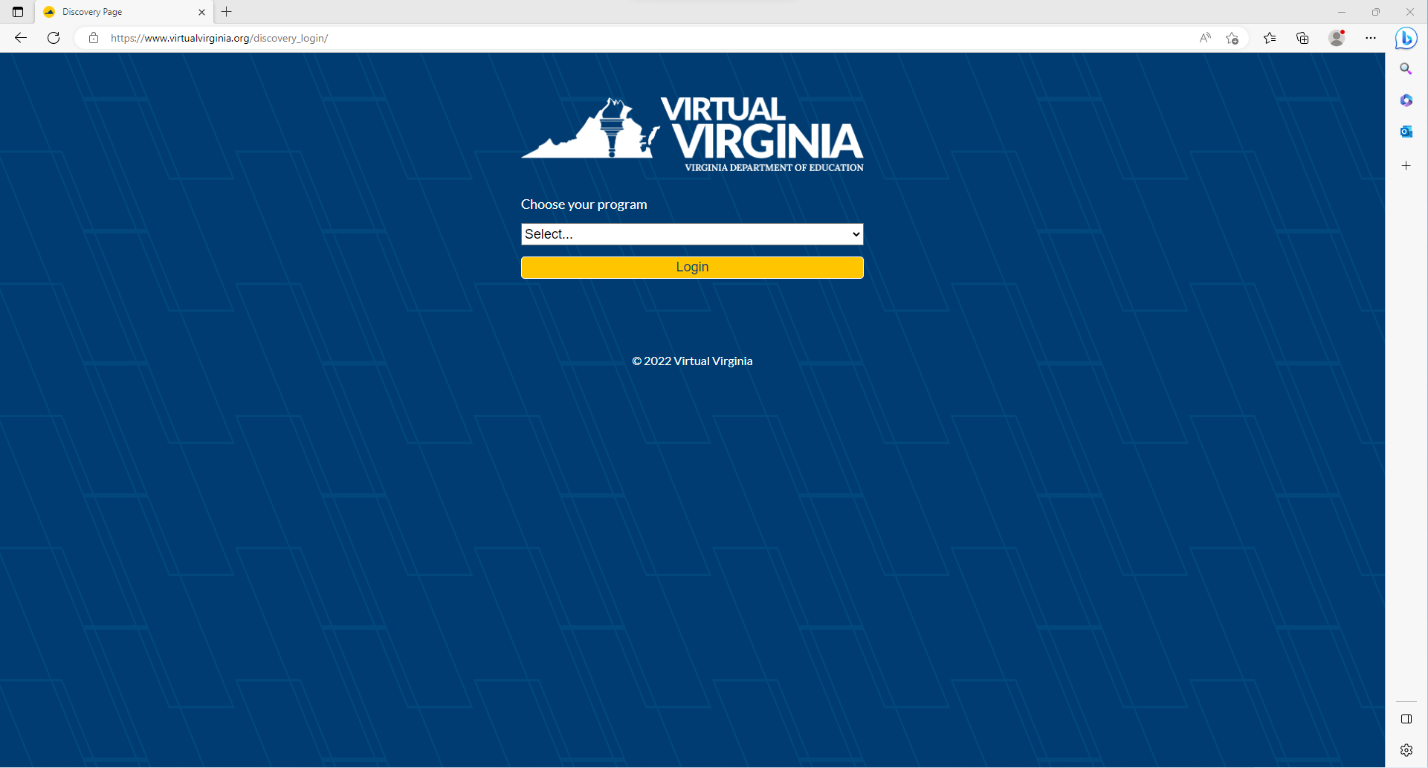 Discovery Page
https://www.virtualvirginia.org/discovery_login/
VIRTUAL
VIRGINIA
VIRGINIA DEPARTMENT OF EDUCATION
Choose your program
Select...
Login
© 2022 Virtual Virginia